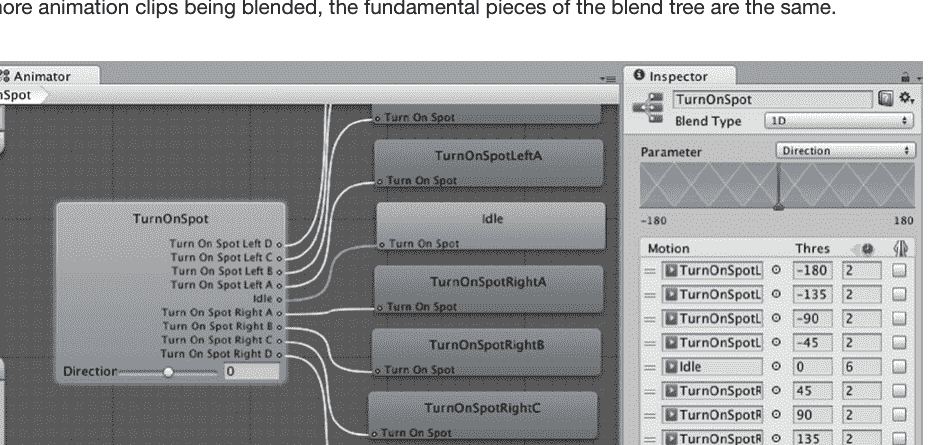 more animation clips being blended, the fundamental pieces of the blend tree are the same.
Animator
nSpot
Turn On Spot
TurnOnSpotLeftA
Turn On Spot
Idle
Turn On Spot
TurnOnSpotRightA
Turn On Spot
TurnOnSpotRightB
Turn On Spot
TurnOnSpotRightC
Turn On Spot
TurnOnSpot
Turn On Spot Left D
Turn On Spot Left C
Turn On Spot Left B
Turn On Spot Left A
Idle
Turn On Spot Right A
Turn On Spot Right B
Turn On Spot Right C
Turn On Spot Right D
Direction 0
Inspector
TurnOnSpot
Blend Type 1D
Parameter Direction
-180 180
Motion Thres
TurnOnSpotL -180 2
TurnOnSpotL -135 2
TurnOnSpotL -90 2
TurnOnSpotL -45 2
Idle 0 6
TurnOnSpotR 45 2
TurnOnSpotR 90 2
TurnOnSpotR 135 2